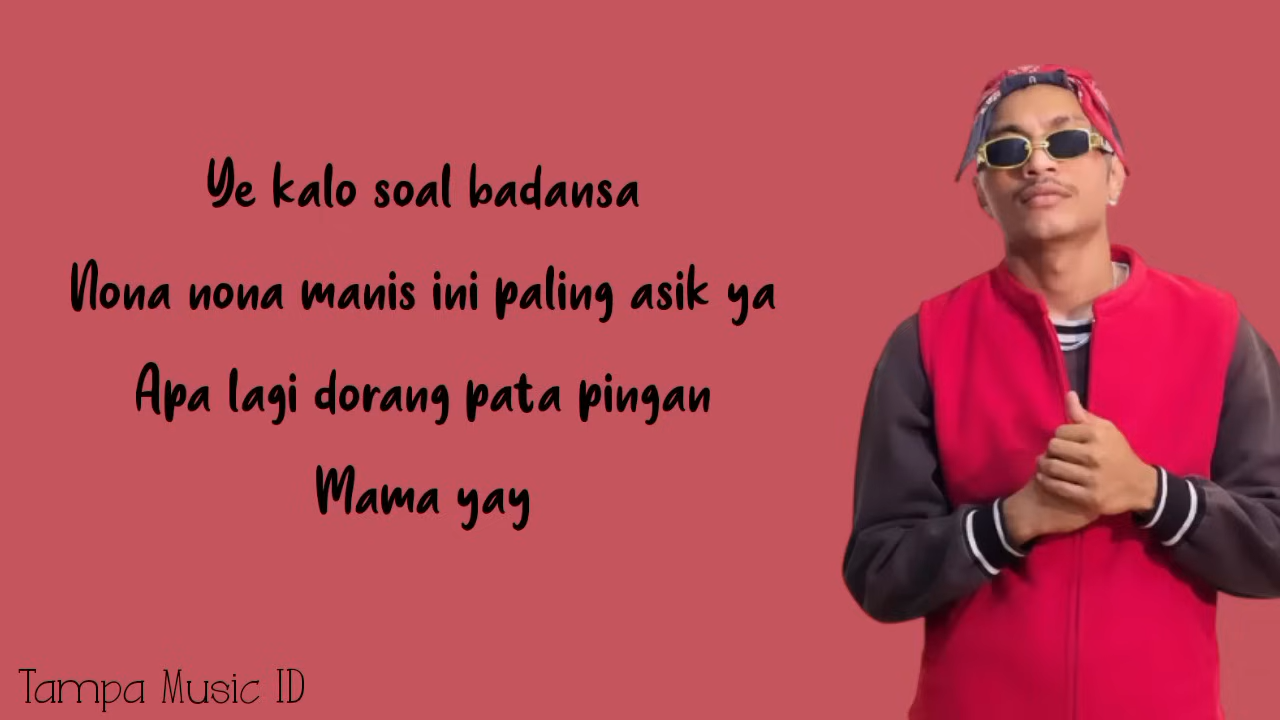 Ye kalo soal badansa
Nona nona manis ini paling asik ya
Apa lagi dorang pata pingan
Mama yay
Tampa Music ID